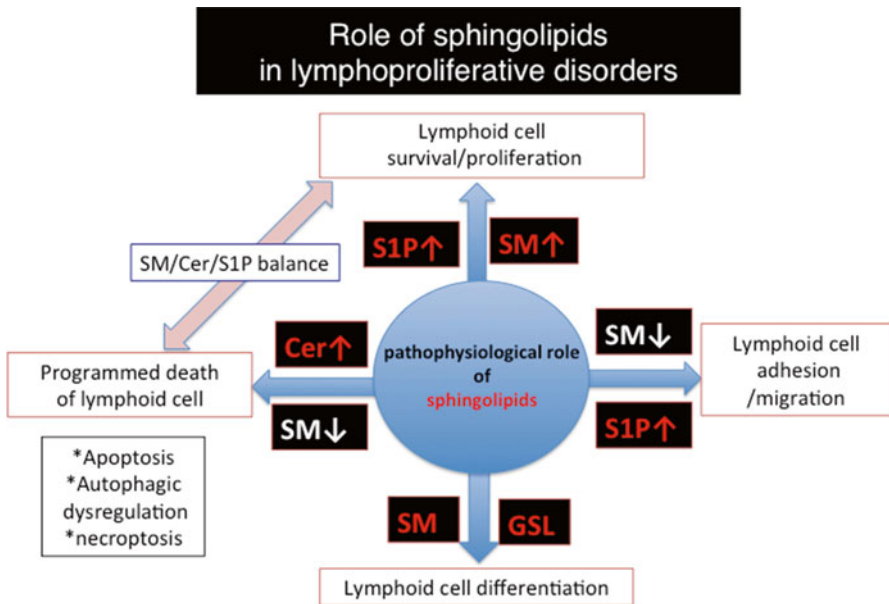 Role of sphingolipids
in lymphoproliferative disorders
Lymphoid cell
survival/proliferation
S1P↑
SM↑
SM/Cer/S1P balance
Cer↑
pathophysiological role
of
sphingolipids
SM↓
Lymphoid cell
adhesion
/migration
Programmed death
of lymphoid cell
SM↓
S1P↑
*Apoptosis
*Autophagic
dysregulation
*necroptosis
SM
GSL
Lymphoid cell differentiation